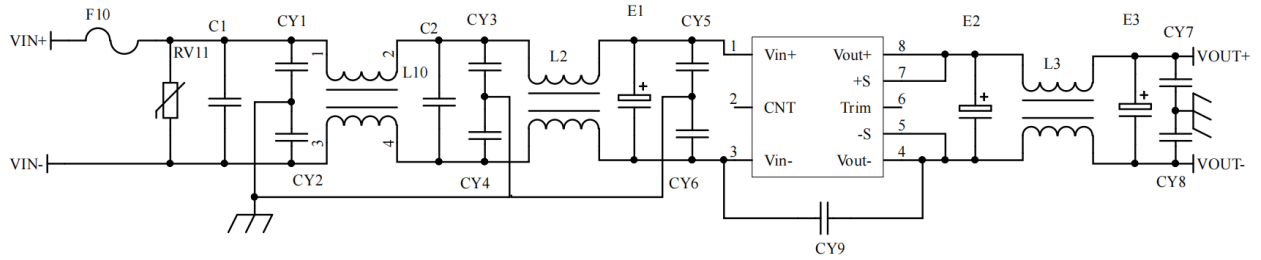 F10
VIN+
RV11
C1
CY1
1
2
L10
3
4
CY2
VIN-
C2
CY3
CY4
L2
E1
CY5
CY6
1
Vin+
2
CNT
3
Vin-
Vout+
8
+S
7
Trim
6
-S
5
Vout-
4
CY9
E2
L3
E3
CY7
VOUT+
CY8
VOUT-
+
+
+